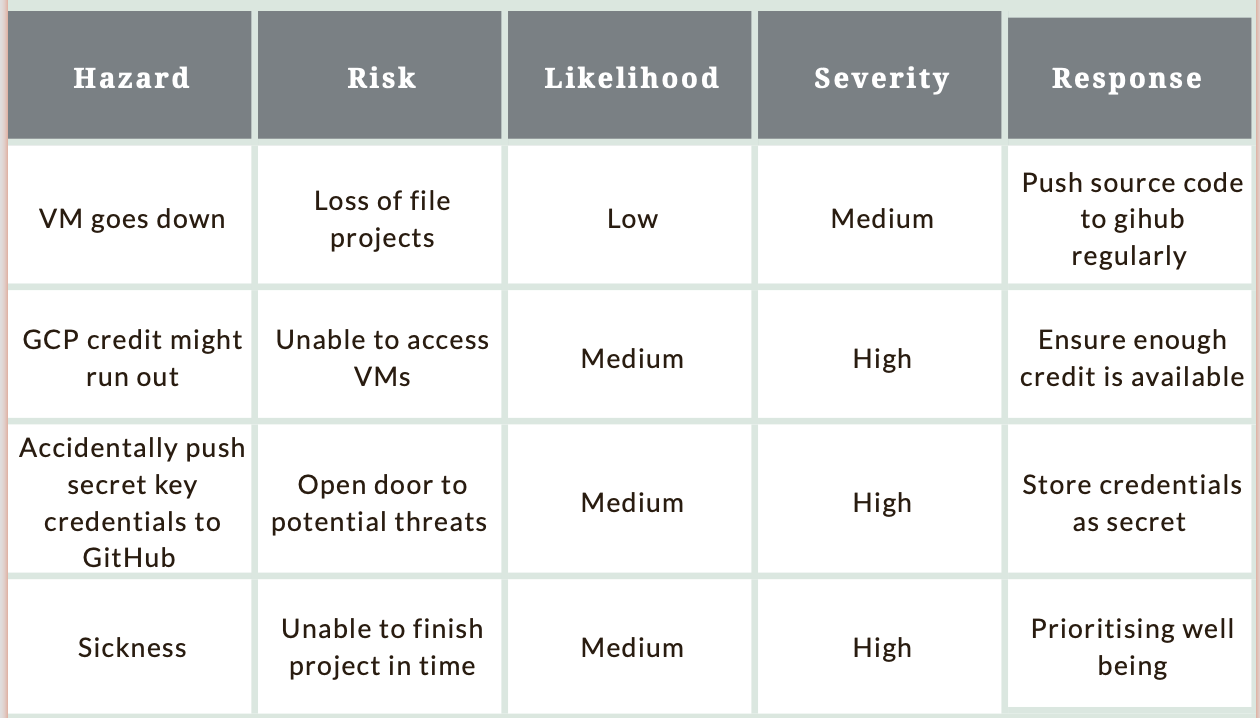 Hazard Risk Likelihood Severity Response
VM goes down
Loss of file
projects
Low
Medium
Push source code
to gihub
regularly
GCP credit might
run out
Unable to access
VMs
Medium
High
Ensure enough
credit is available
Accidentally push
secret key
credentials to
GitHub
Open door to
potential threats
Medium
High
Store credentials
as secret
Sickness
Unable to finish
project in time
Medium
High
Prioritising well
being